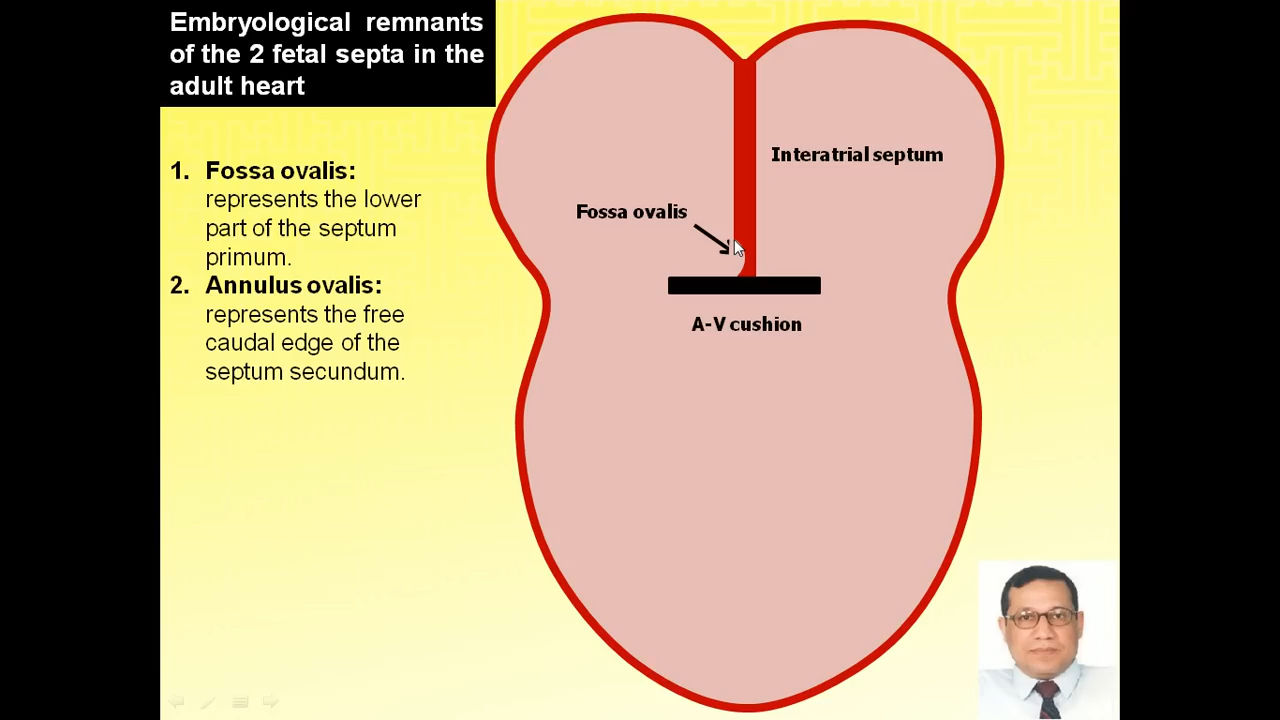 Embryological remnants
of the 2 fetal septa in the
adult heart
1. Fossa ovalis:
represents the lower
part of the septum
primum.
2. Annulus ovalis:
represents the free
caudal edge of the
septum secundum.
Interatrial septum
Fossa ovalis
A-V cushion